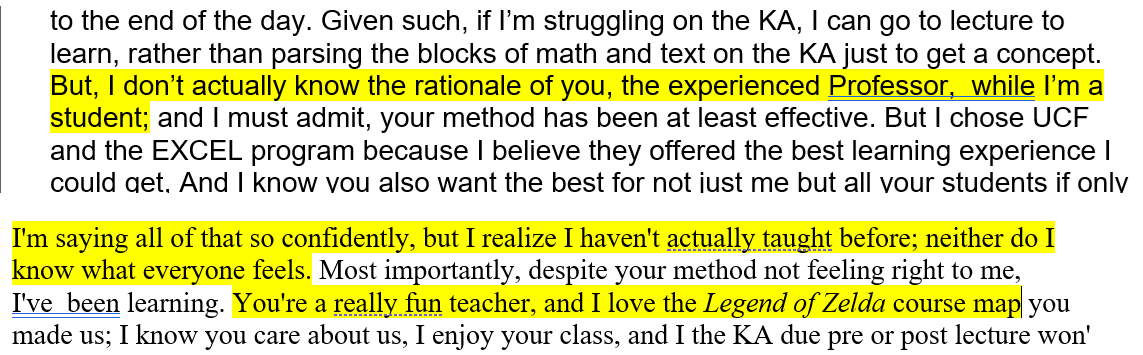 to the end of the day. Given such, if I’m struggling on the KA, I can go to lecture to
learn, rather than parsing the blocks of math and text on the KA just to get a concept.
But, I don’t actually know the rationale of you, the experienced Professor,  while I’m a
student; and I must admit, your method has been at least effective. But I chose UCF
and the EXCEL program because I believe they offered the best learning experience I
could get. And I know you also want the best for not just me but all your students if only
I'm saying all of that so confidently, but I realize I haven't actually taught before; neither do I
know what everyone feels. Most importantly, despite your method not feeling right to me,
I've  been learning. You're a really fun teacher, and I love the Legend of Zelda course map you
made us; I know you care about us, I enjoy your class, and I the KA due pre or post lecture won'